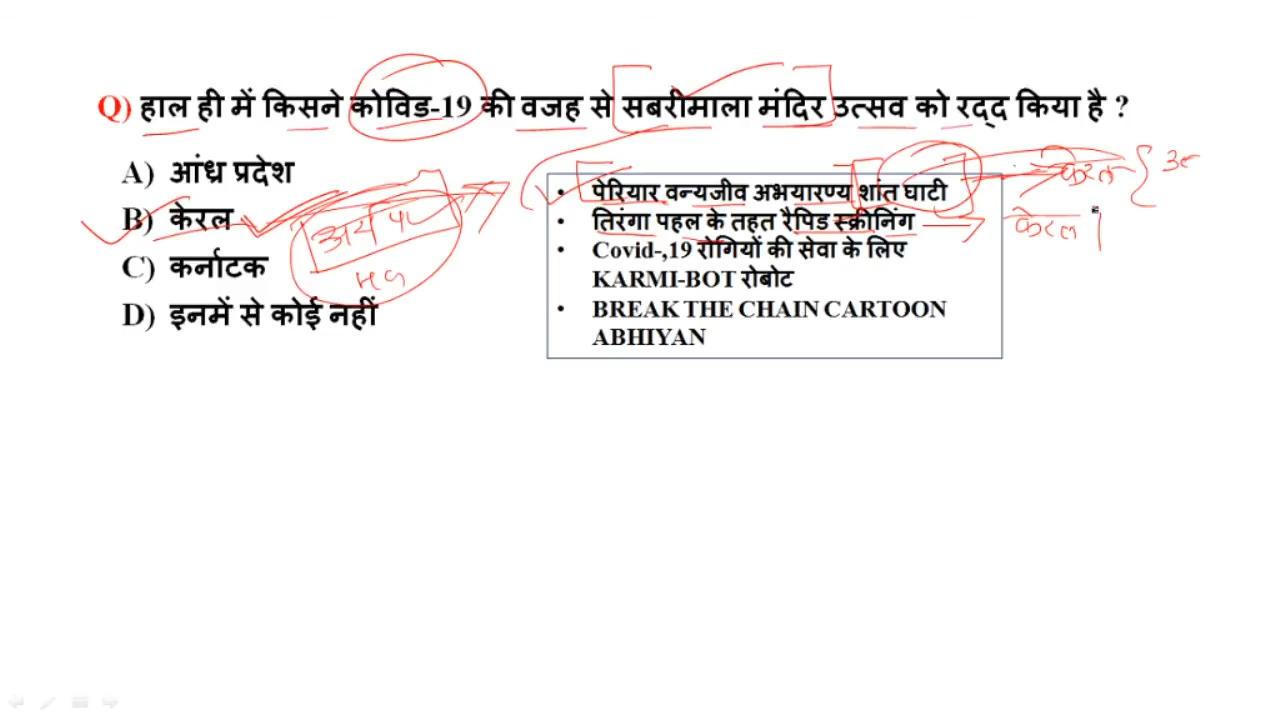 Q) हाल ही में किसने कोविड-19 की वजह से सबरीमाला मंदिर उत्सव को रद्द किया है ?
A) आंध्र प्रदेश
B) केरल
C) कर्नाटक
D) इनमें से कोई नहीं
• पेरियार वन्यजीव अभयारण्य शांत घाटी
• तिरंगा पहल के तहत रैपिड स्क्रीनिंग
• Covid-,19 रोगियों की सेवा के लिए
KARMI-BOT रोबोट
• BREAK THE CHAIN CARTOON
ABHIYAN
केरल
केरल